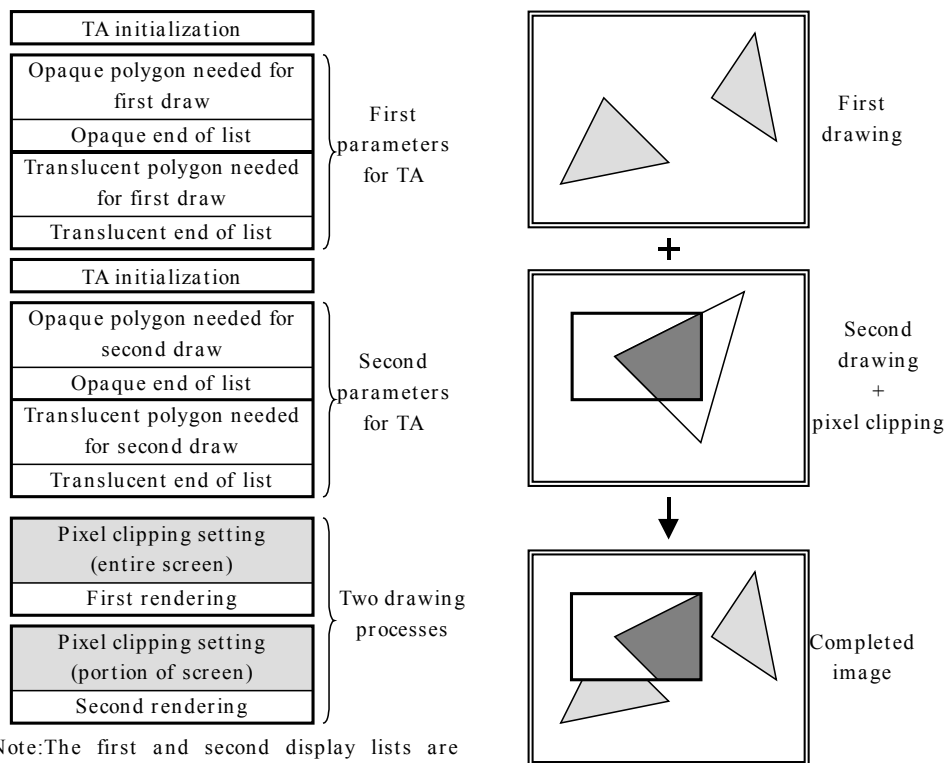 TA initialization
Opaque polygon needed for
first draw
Opaque end of list
Translucent polygon needed
for first draw
Translucent end of list
First
parameters
for TA
TA initialization
Opaque polygon needed for
second draw
Opaque end of list
Translucent polygon needed
for second draw
Translucent end of list
Second
parameters
for TA
Pixel clipping setting
(entire screen)
First rendering
Pixel clipping setting
(portion of screen)
Second rendering
Two drawing
processes
Note:The first and second display lists are
First
drawing
+
Second
drawing
+
pixel clipping
Completed
image